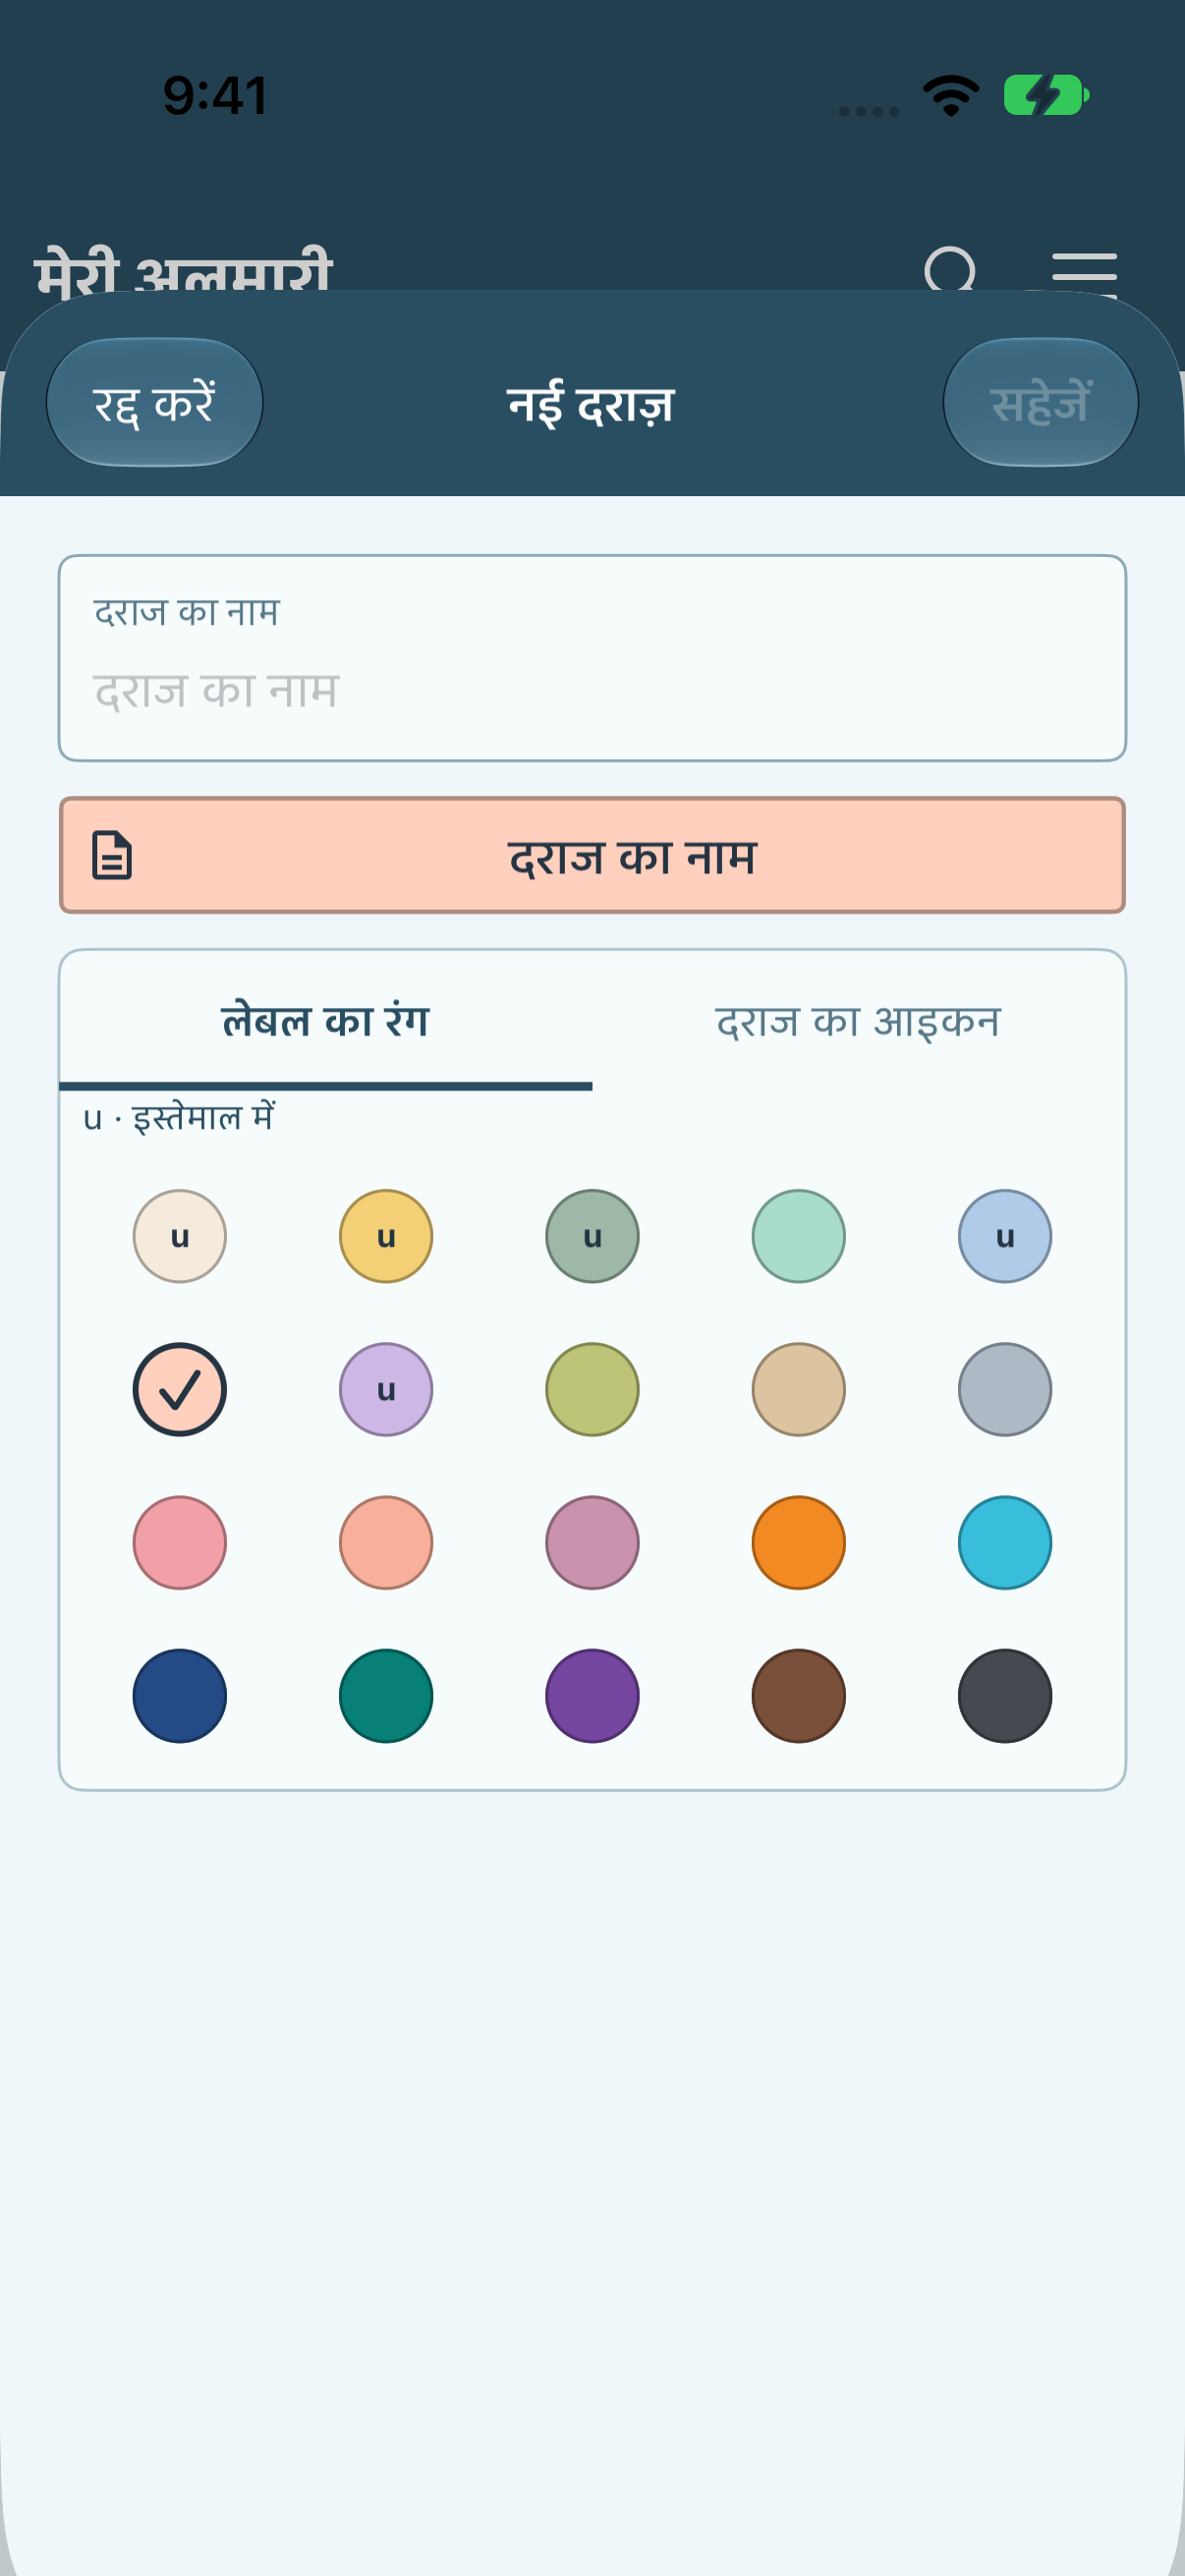 9:41
मेरी अलमारी
रद्द करें
नई दराज़
सहेजें
दराज का नाम
दराज का नाम
दराज का नाम
लेबल का रंग
दराज का आइकन
u · इस्तेमाल में
u u u u
u